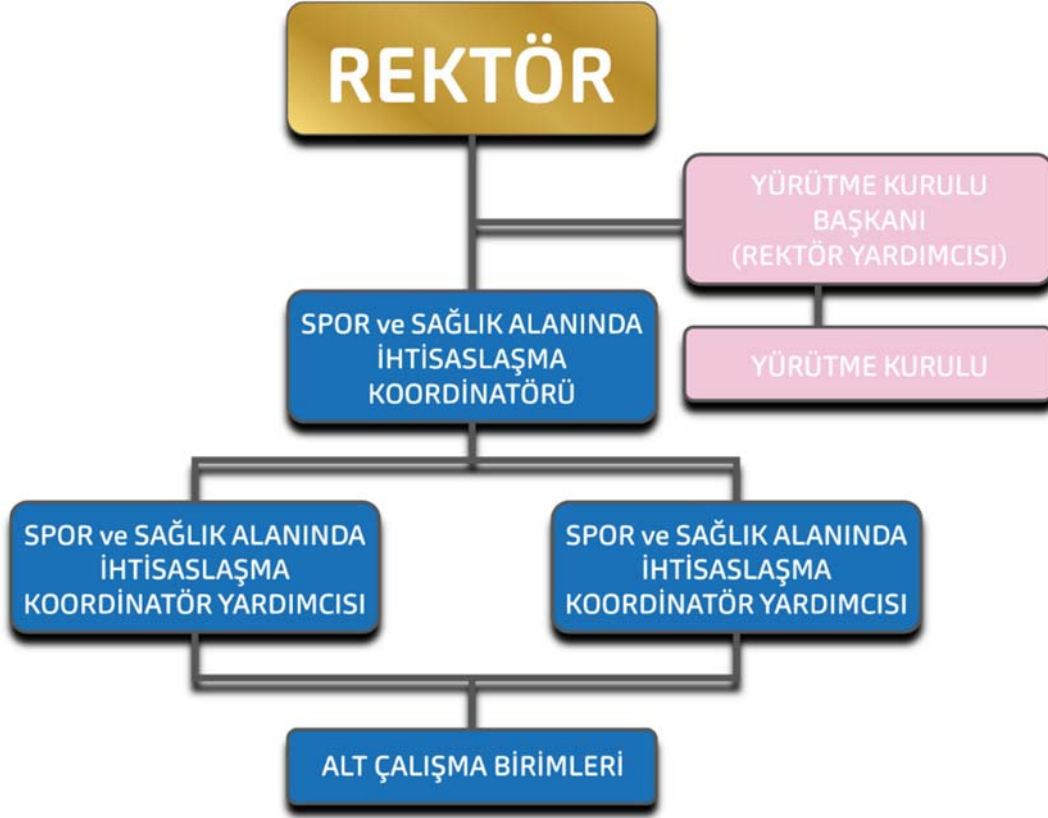 REKTÖR
YÜRÜTME KURULU
BAŞKANI
(REKTÖR YARDIMCISI)
SPOR ve SAĞLIK ALANINDA
İHTİSASLAŞMA
KOORDİNATÖRÜ
YÜRÜTME KURULU
SPOR ve SAĞLIK ALANINDA
İHTİSASLAŞMA
KOORDİNATÖR YARDIMCISI
SPOR ve SAĞLIK ALANINDA
İHTİSASLAŞMA
KOORDİNATÖR YARDIMCISI
ALT ÇALIŞMA BİRİMLERİ